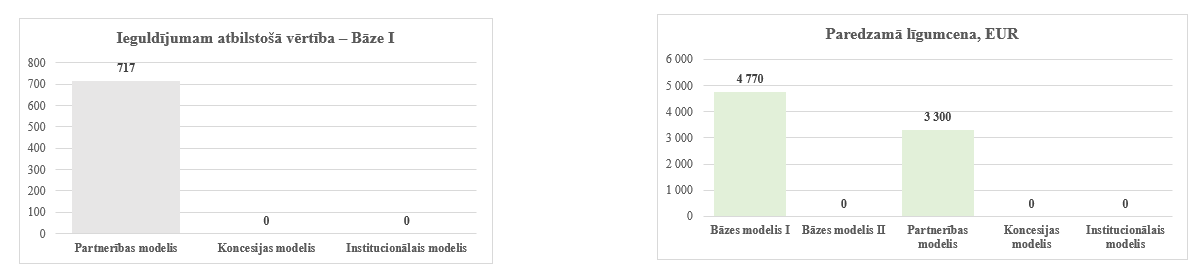 Ieguldījumam atbilstošā vērtība – Bāze I
800
717
700
600
500
400
300
200
100
0
0
0
Partnerības modelis
Koncesijas modelis
Institucionālais modelis
Paredzamā līgumcena, EUR
6 000
5 000
4 770
4 000
3 300
3 000
2 000
1 000
0
0
0
0
Bāzes modelis I
Bāzes modelis II
Partnerības
modelis
Koncesijas
modelis
Institucionālais
modelis